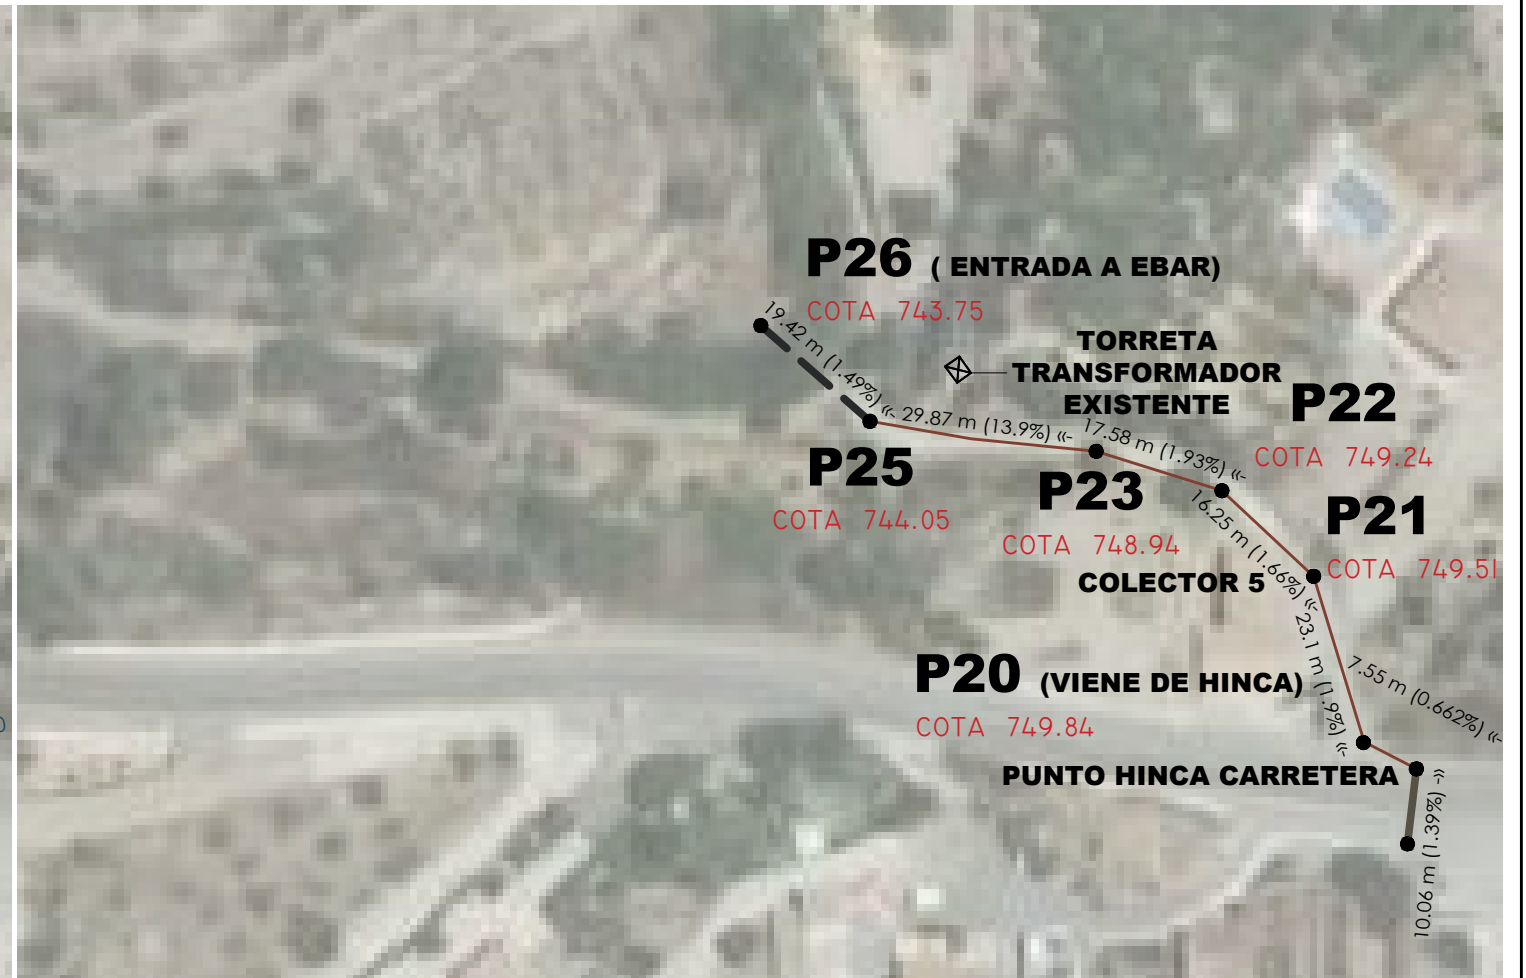 P26 ( ENTRADA A EBAR)
COTA 743.75
19.42 m (1.49%)
TORRETA
TRANSFORMADOR
EXISTENTE
P22
COTA 749.24
29.87 m (13.9%)
17.58 m (1.93%)
P25
COTA 744.05
P23
COTA 748.94
16.25 m (1.66%)
P21
COTA 749.51
COLECTOR 5
23.1 m (1.9%)
P20 (VIENE DE HINCA)
COTA 749.84
7.55 m (0.662%)
PUNTO HINCA CARRETERA
10.06 m (1.39%)